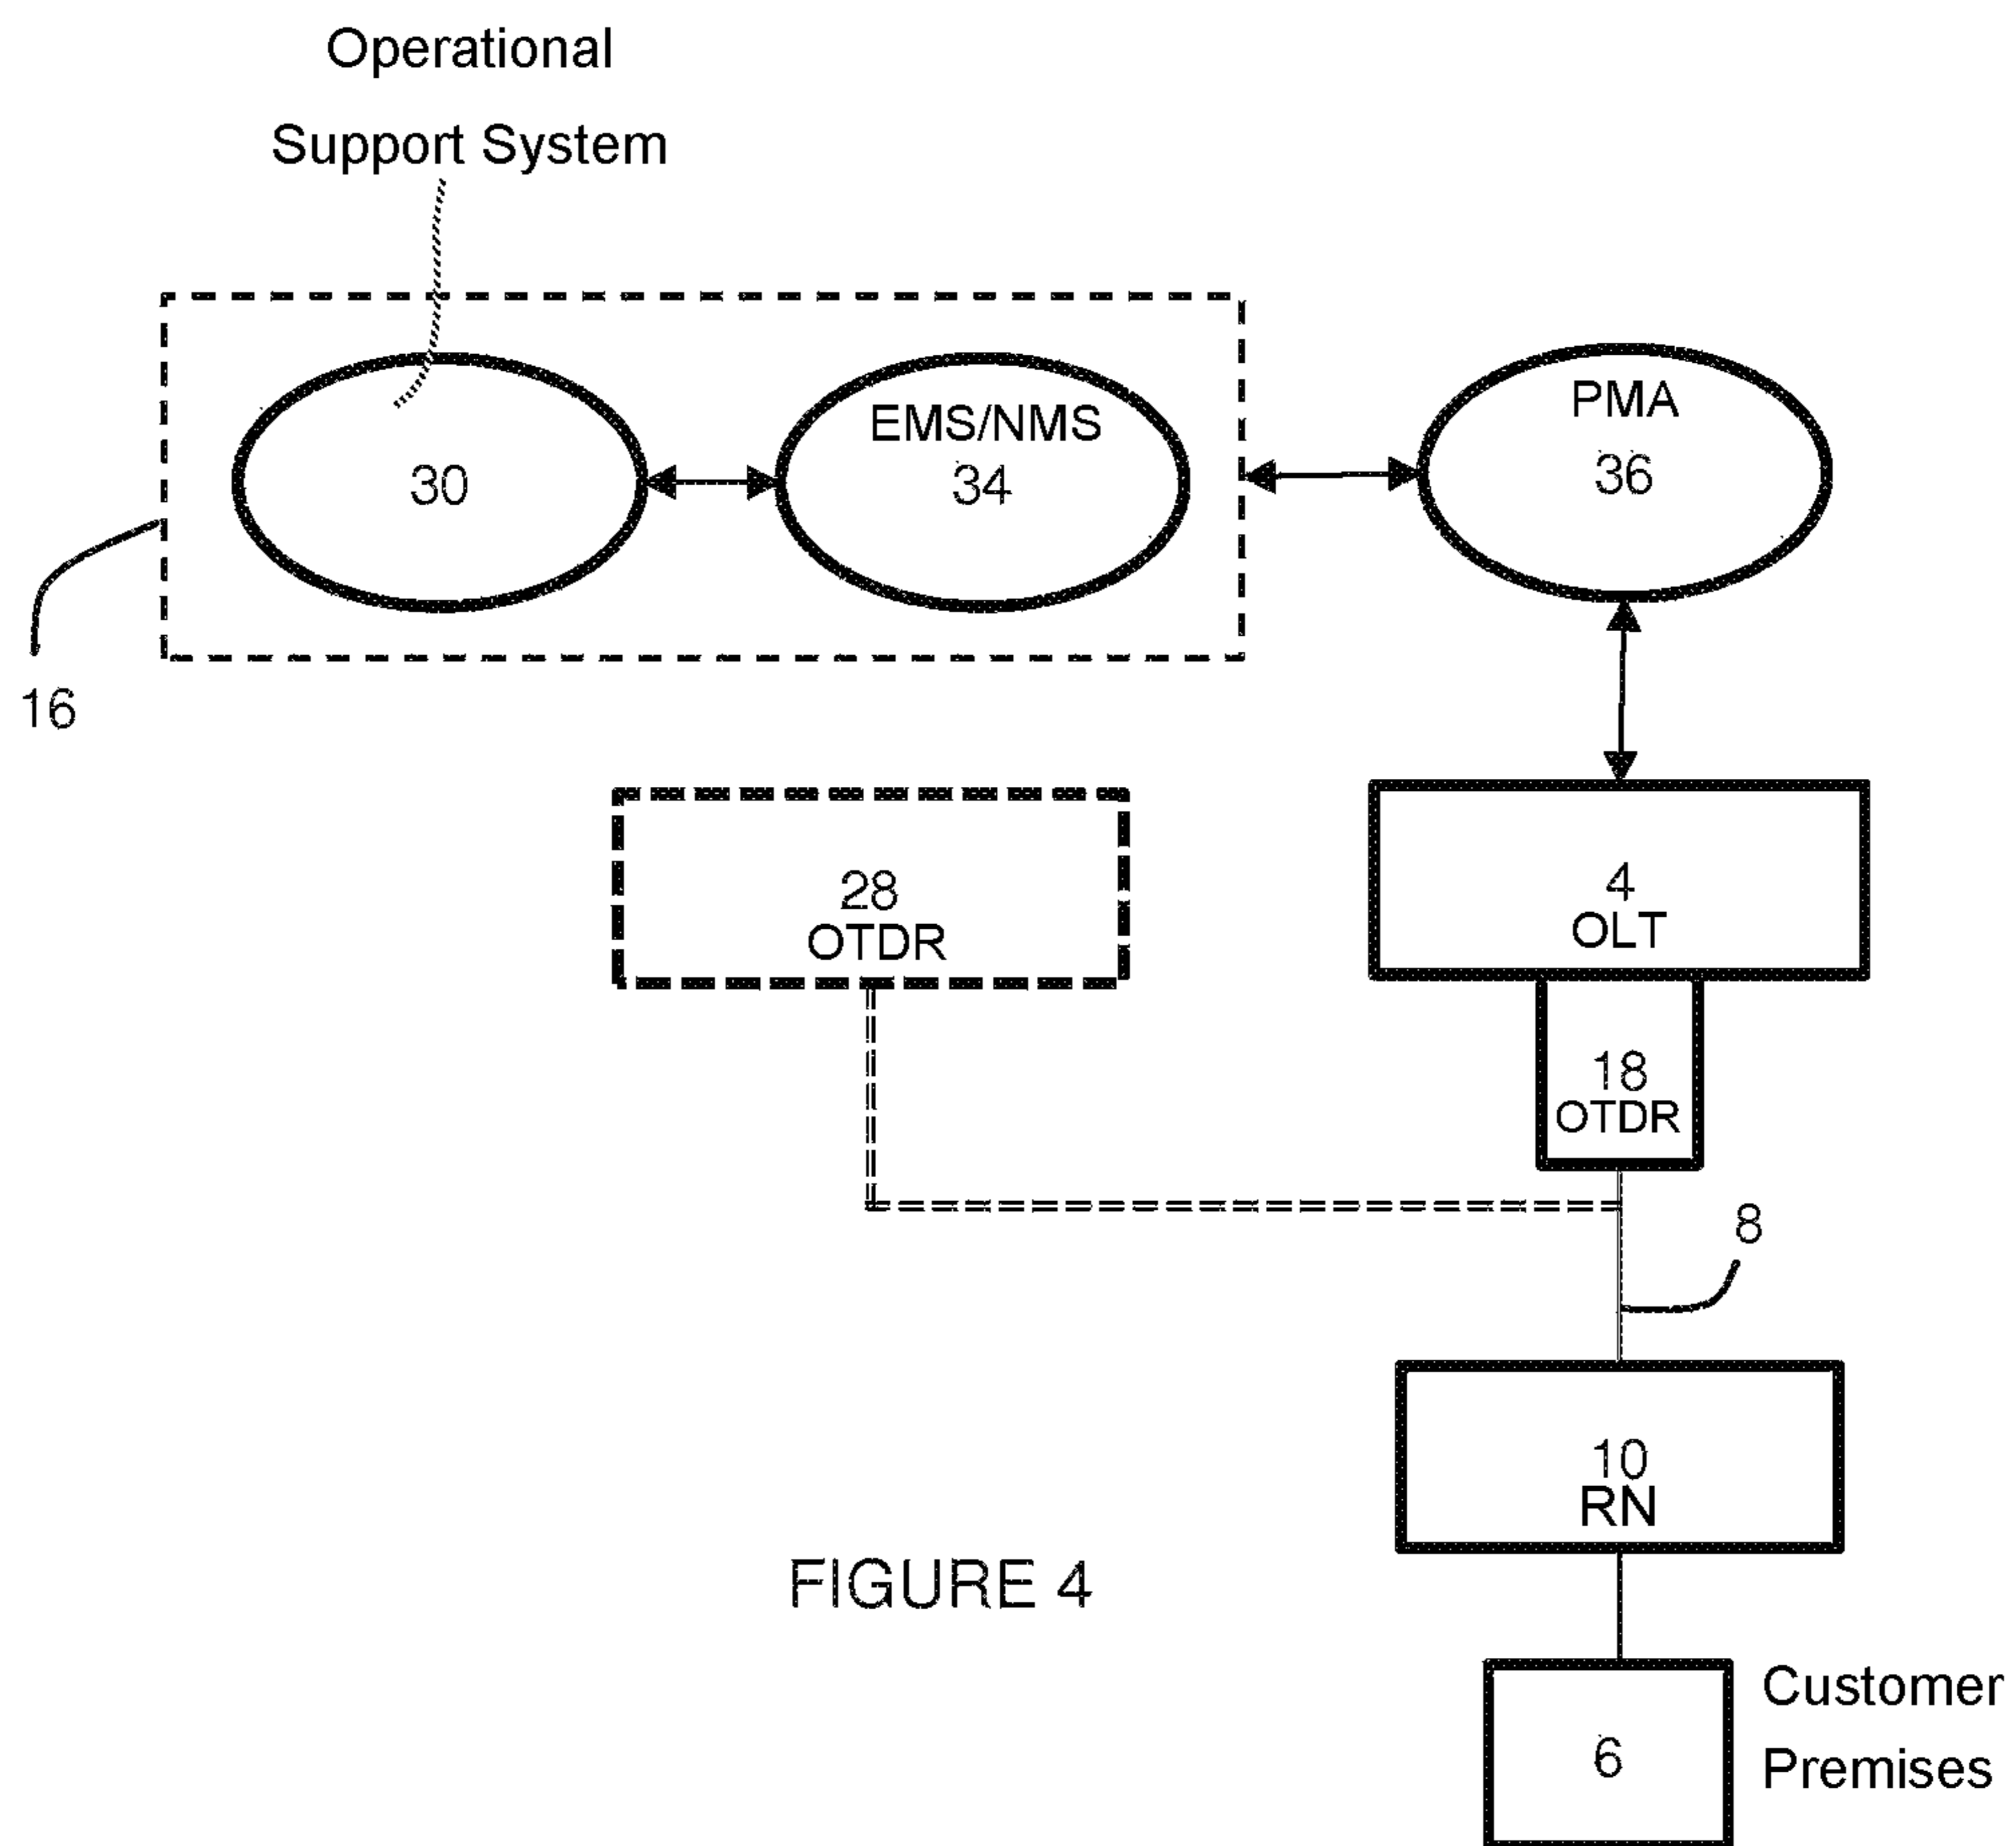 Operational
Support System
EMS/NMS
30
34
PMA
36
16
28
OTDR
4
OLT
18
OTDR
8
10
RN
FIGURE 4
6
Customer
Premises